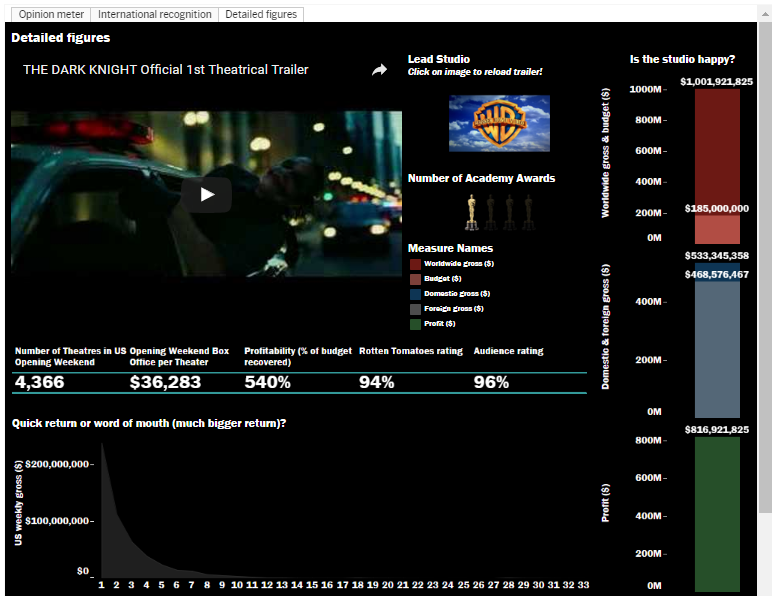 Opinion meter
International recognition
Detailed figures
Detailed figures
THE DARK KNIGHT Official 1st Theatrical Trailer
Lead Studio
Click on image to reload trailer!
Number of Academy Awards
Measure Names
Worldwide gross ($)
Budget ($)
Domestic gross ($)
Foreign gross ($)
Profit ($)
Number of Theatres in US Opening Weekend
4,366
Opening Weekend Box Office per Theater
$36,283
Profitability (% of budget recovered)
540%
Rotten Tomatoes rating
94%
Audience rating
96%
Quick return or word of mouth (much bigger return)?
US weekly gross ($)
$200,000,000
$100,000,000
$0
1 2 3 4 5 6 7 8 9 10 11 12 13 14 15 16 17 18 19 20 21 22 23 24 25 26 27 28 29 30 31 32 33
Is the studio happy?
Worldwide gross & budget ($)
$1,001,921,825
1000M
800M
600M
400M
$185,000,000
200M
0M
Domestic & foreign gross ($)
$533,345,358
$468,576,467
400M
200M
0M
Profit ($)
$816,921,825
800M
600M
400M
200M
0M